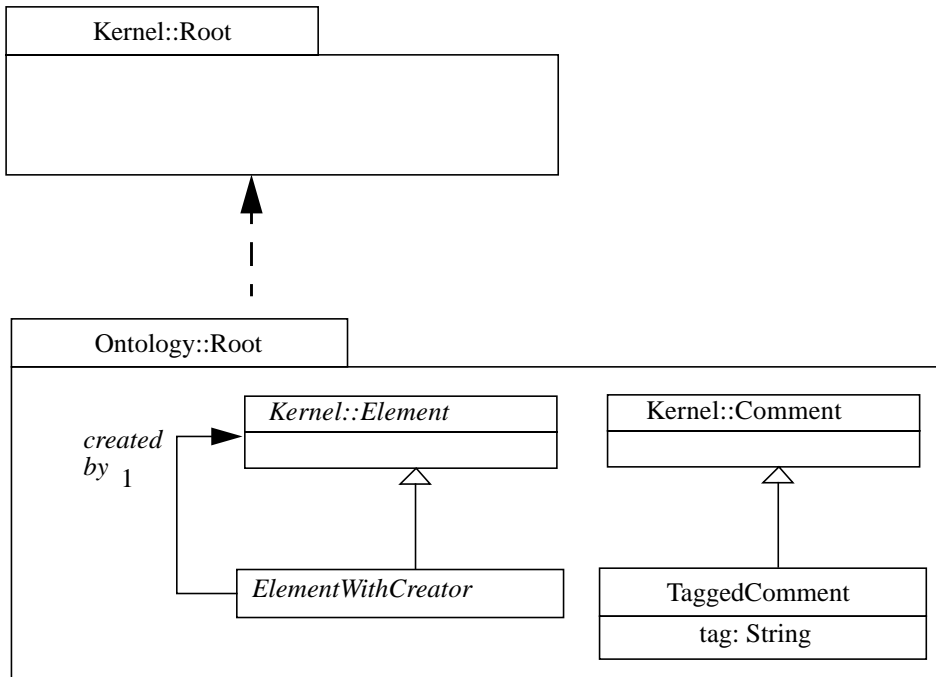 Kernel::Root
Ontology::Root
Kernel::Element
Kernel::Comment
created
by 1
ElementWithCreator
TaggedComment
tag: String